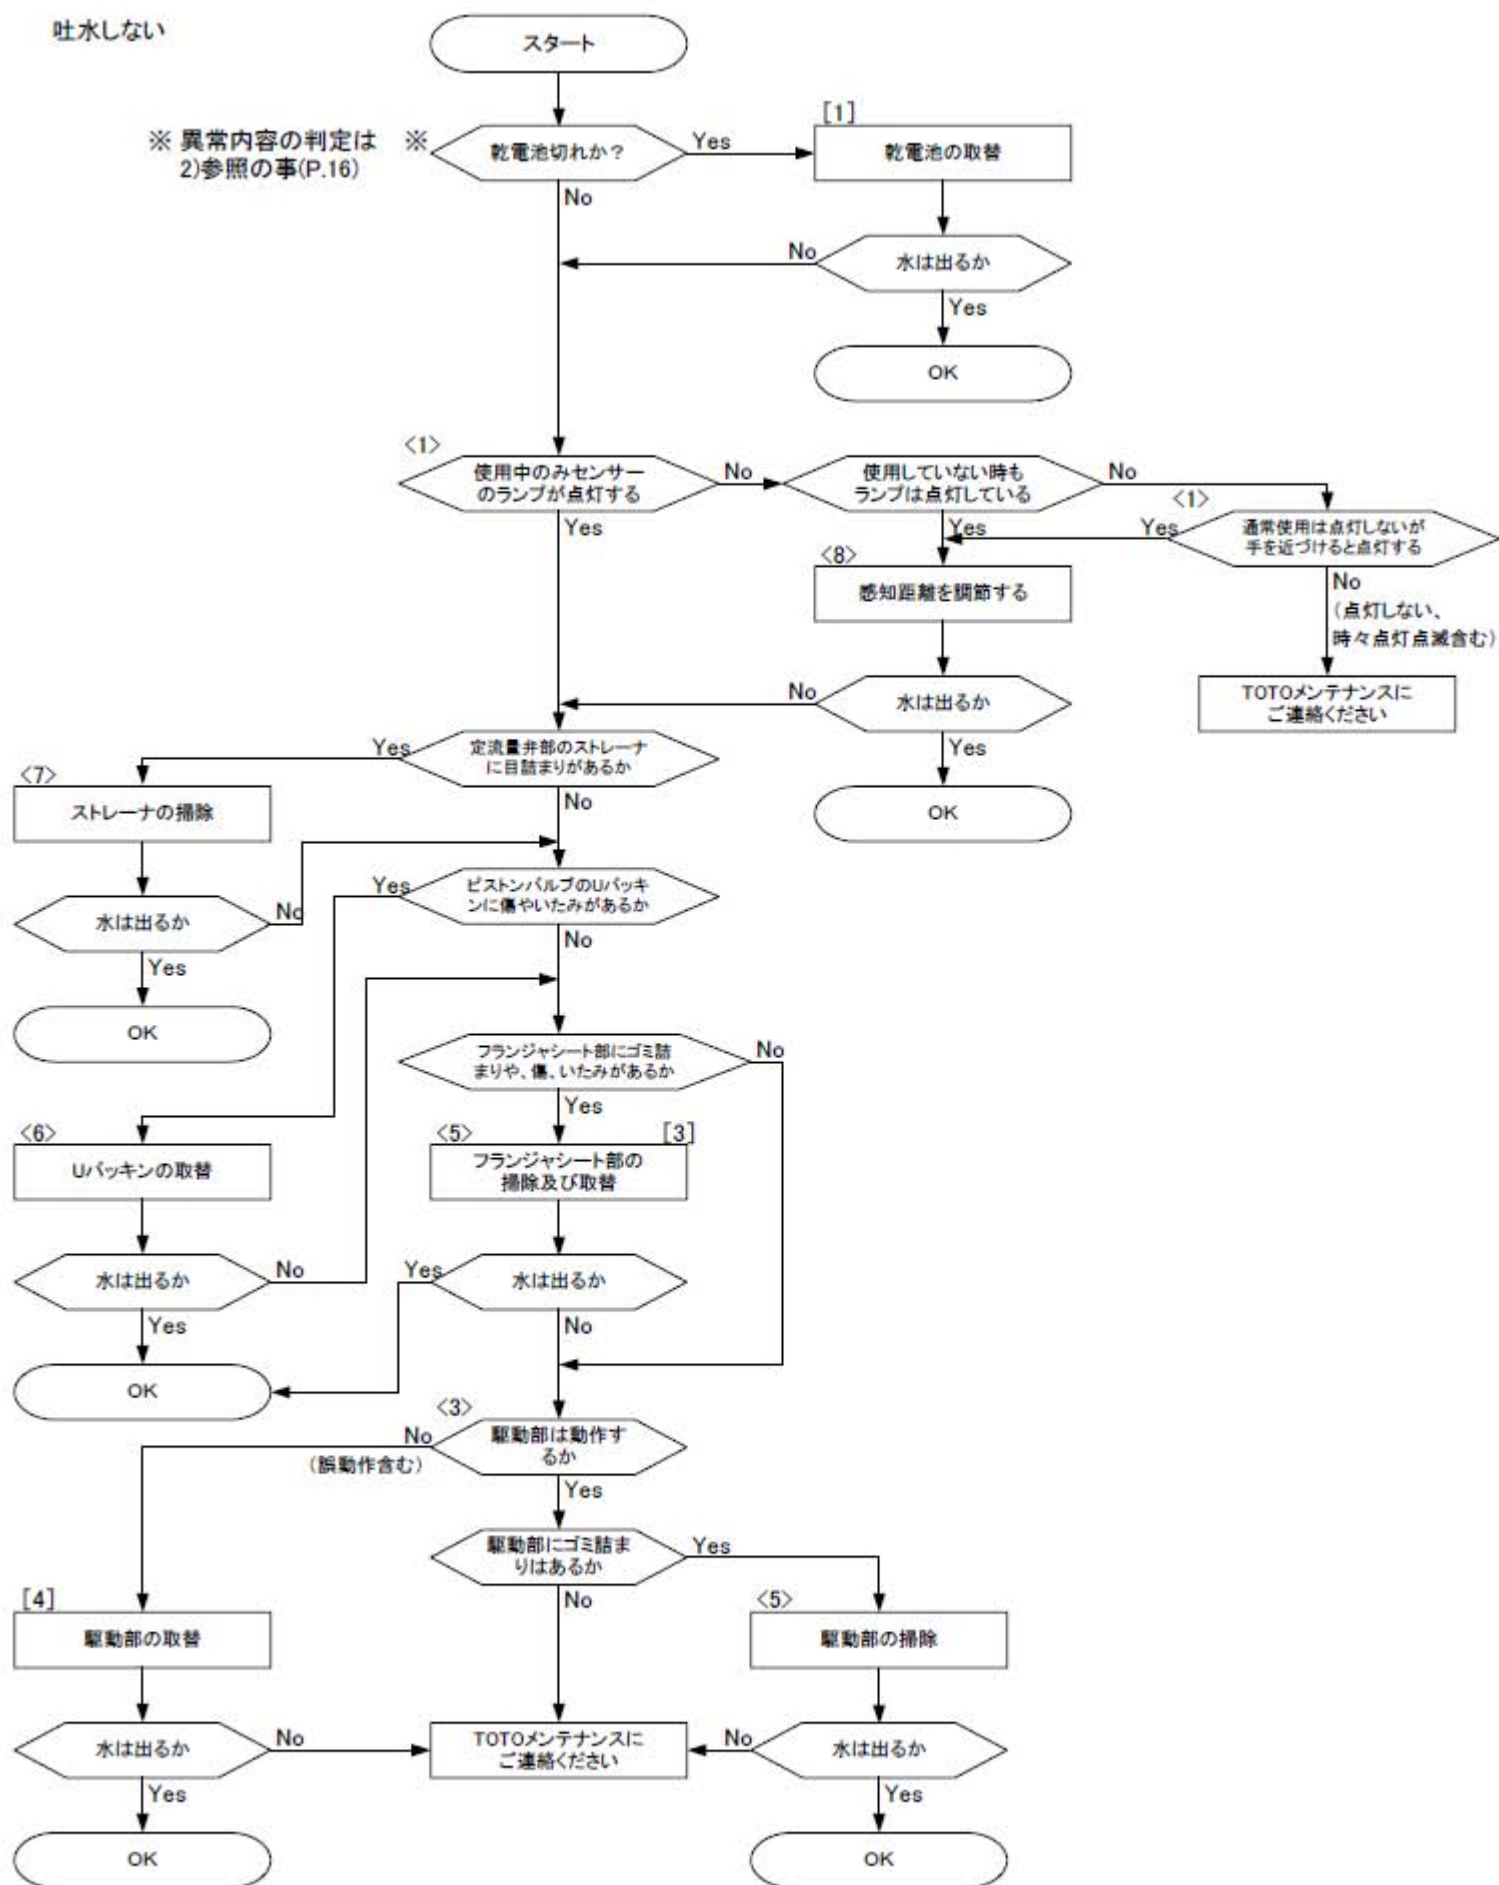 吐水しない
スタート
※ 異常内容の判定は
2)参照の事(P.16)
※
乾電池切れか？
Yes
[1]
乾電池の取替
No
No
水は出るか
Yes
OK
<1>
使用中のみセンサー
のランプが点灯する
No
使用していない時も
ランプは点灯している
No
Yes
Yes
Yes
<1>
通常使用は点灯しないが
手を近づけると点灯する
<8>
感知距離を調節する
No
(点灯しない、
時々点灯点滅含む)
No
水は出るか
TOTOメンテナンスに
ご連絡ください
Yes
定流量弁部のストレーナ
に目詰まりがあるか
Yes
<7>
ストレーナの掃除
No
OK
Yes
ピストンバルブのUパッキ
ンに傷やいたみがあるか
水は出るか
No
No
Yes
OK
フランジャシート部にゴミ詰
まりや、傷、いたみがあるか
No
Yes
<6>
Uパッキンの取替
<5>
[3]
フランジャシート部の
掃除及び取替
水は出るか
No
Yes
水は出るか
Yes
No
OK
<3>
駆動部は動作す
るか
No
(誤動作含む)
Yes
駆動部にゴミ詰ま
りはあるか
Yes
[4]
駆動部の取替
No
<5>
駆動部の掃除
水は出るか
No
TOTOメンテナンスに
ご連絡ください
No
水は出るか
Yes
Yes
OK
OK